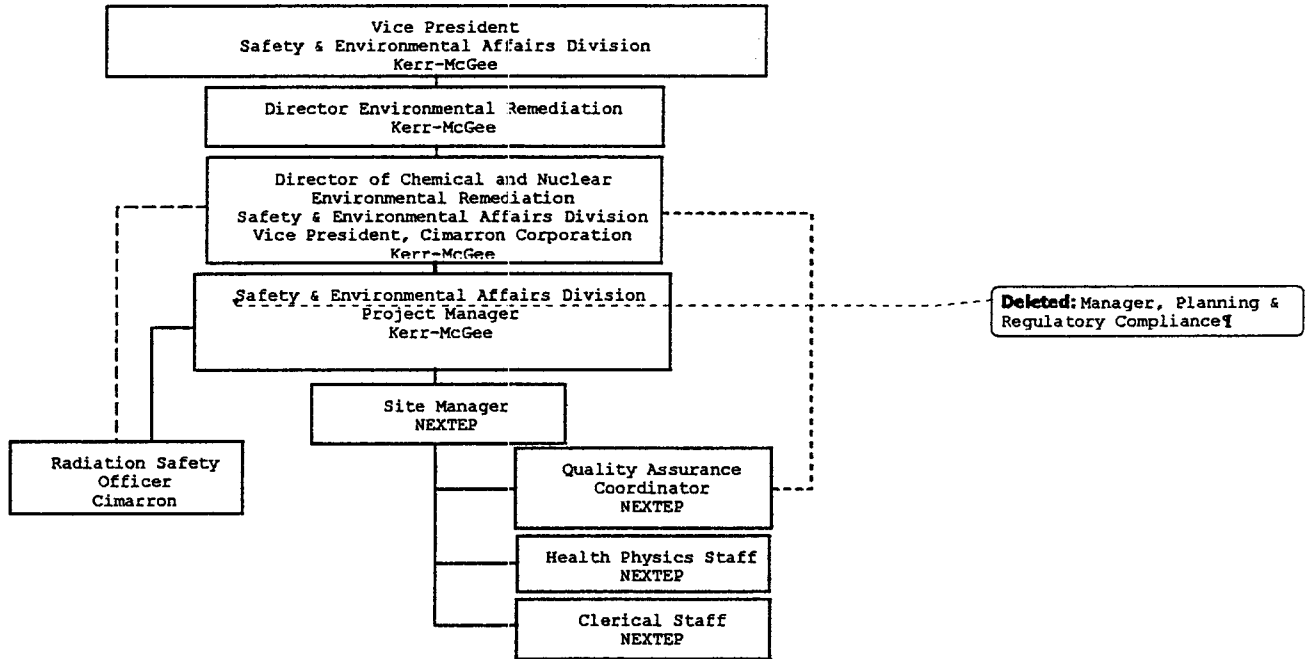 Vice President
Safety & Environmental Affairs Division
Kerr-McGee
Director Environmental Remediation
Kerr-McGee
Director of Chemical and Nuclear
Environmental Remediation
Safety & Environmental Affairs Division
Vice President, Cimarron Corporation
Kerr-McGee
Safety & Environmental Affairs Division
Project Manager
Kerr-McGee
Deleted: Manager, Planning &
Regulatory Compliance¶
Site Manager
NEXTEP
Radiation Safety
Officer
Cimarron
Quality Assurance
Coordinator
NEXTEP
Health Physics Staff
NEXTEP
Clerical Staff
NEXTEP